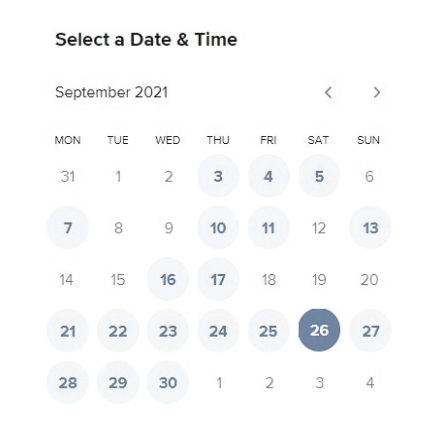 Select a Date & Time
September 2021 < >
MON TUE WED THU FRI SAT SUN
31 1 2 3 4 5 6
7 8 9 10 11 12 13
14 15 16 17 18 19 20
21 22 23 24 25 26 27
28 29 30 1 2 3 4